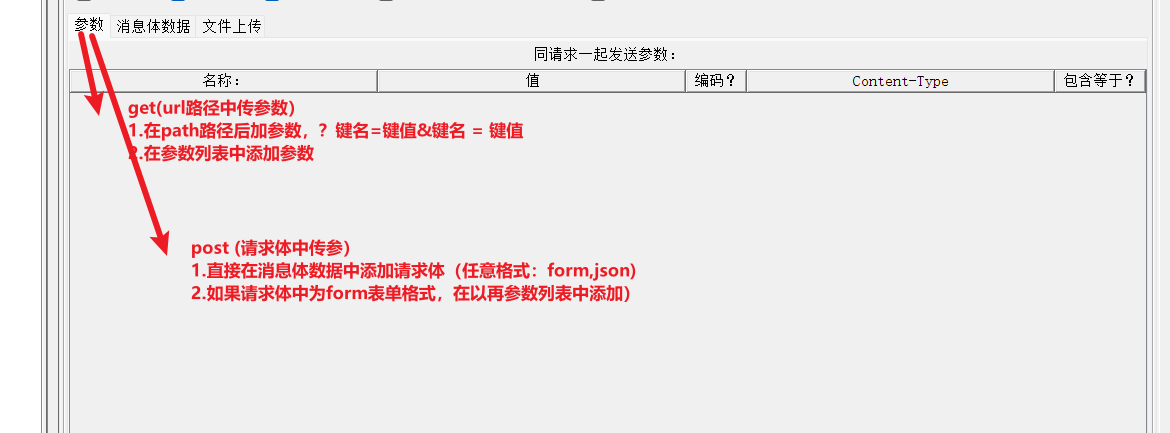 参数 消息体数据 文件上传
同请求一起发送参数：
名称： 值 编码？ Content-Type 包含等于？
get(url路径中传参数)
1.在path路径后加参数，？键名=键值&键名 = 键值
2.在参数列表中添加参数
post (请求体中传参)
1.直接在消息体数据中添加请求体（任意格式：form,json)
2.如果请求体中为form表单格式，在以再参数列表中添加）